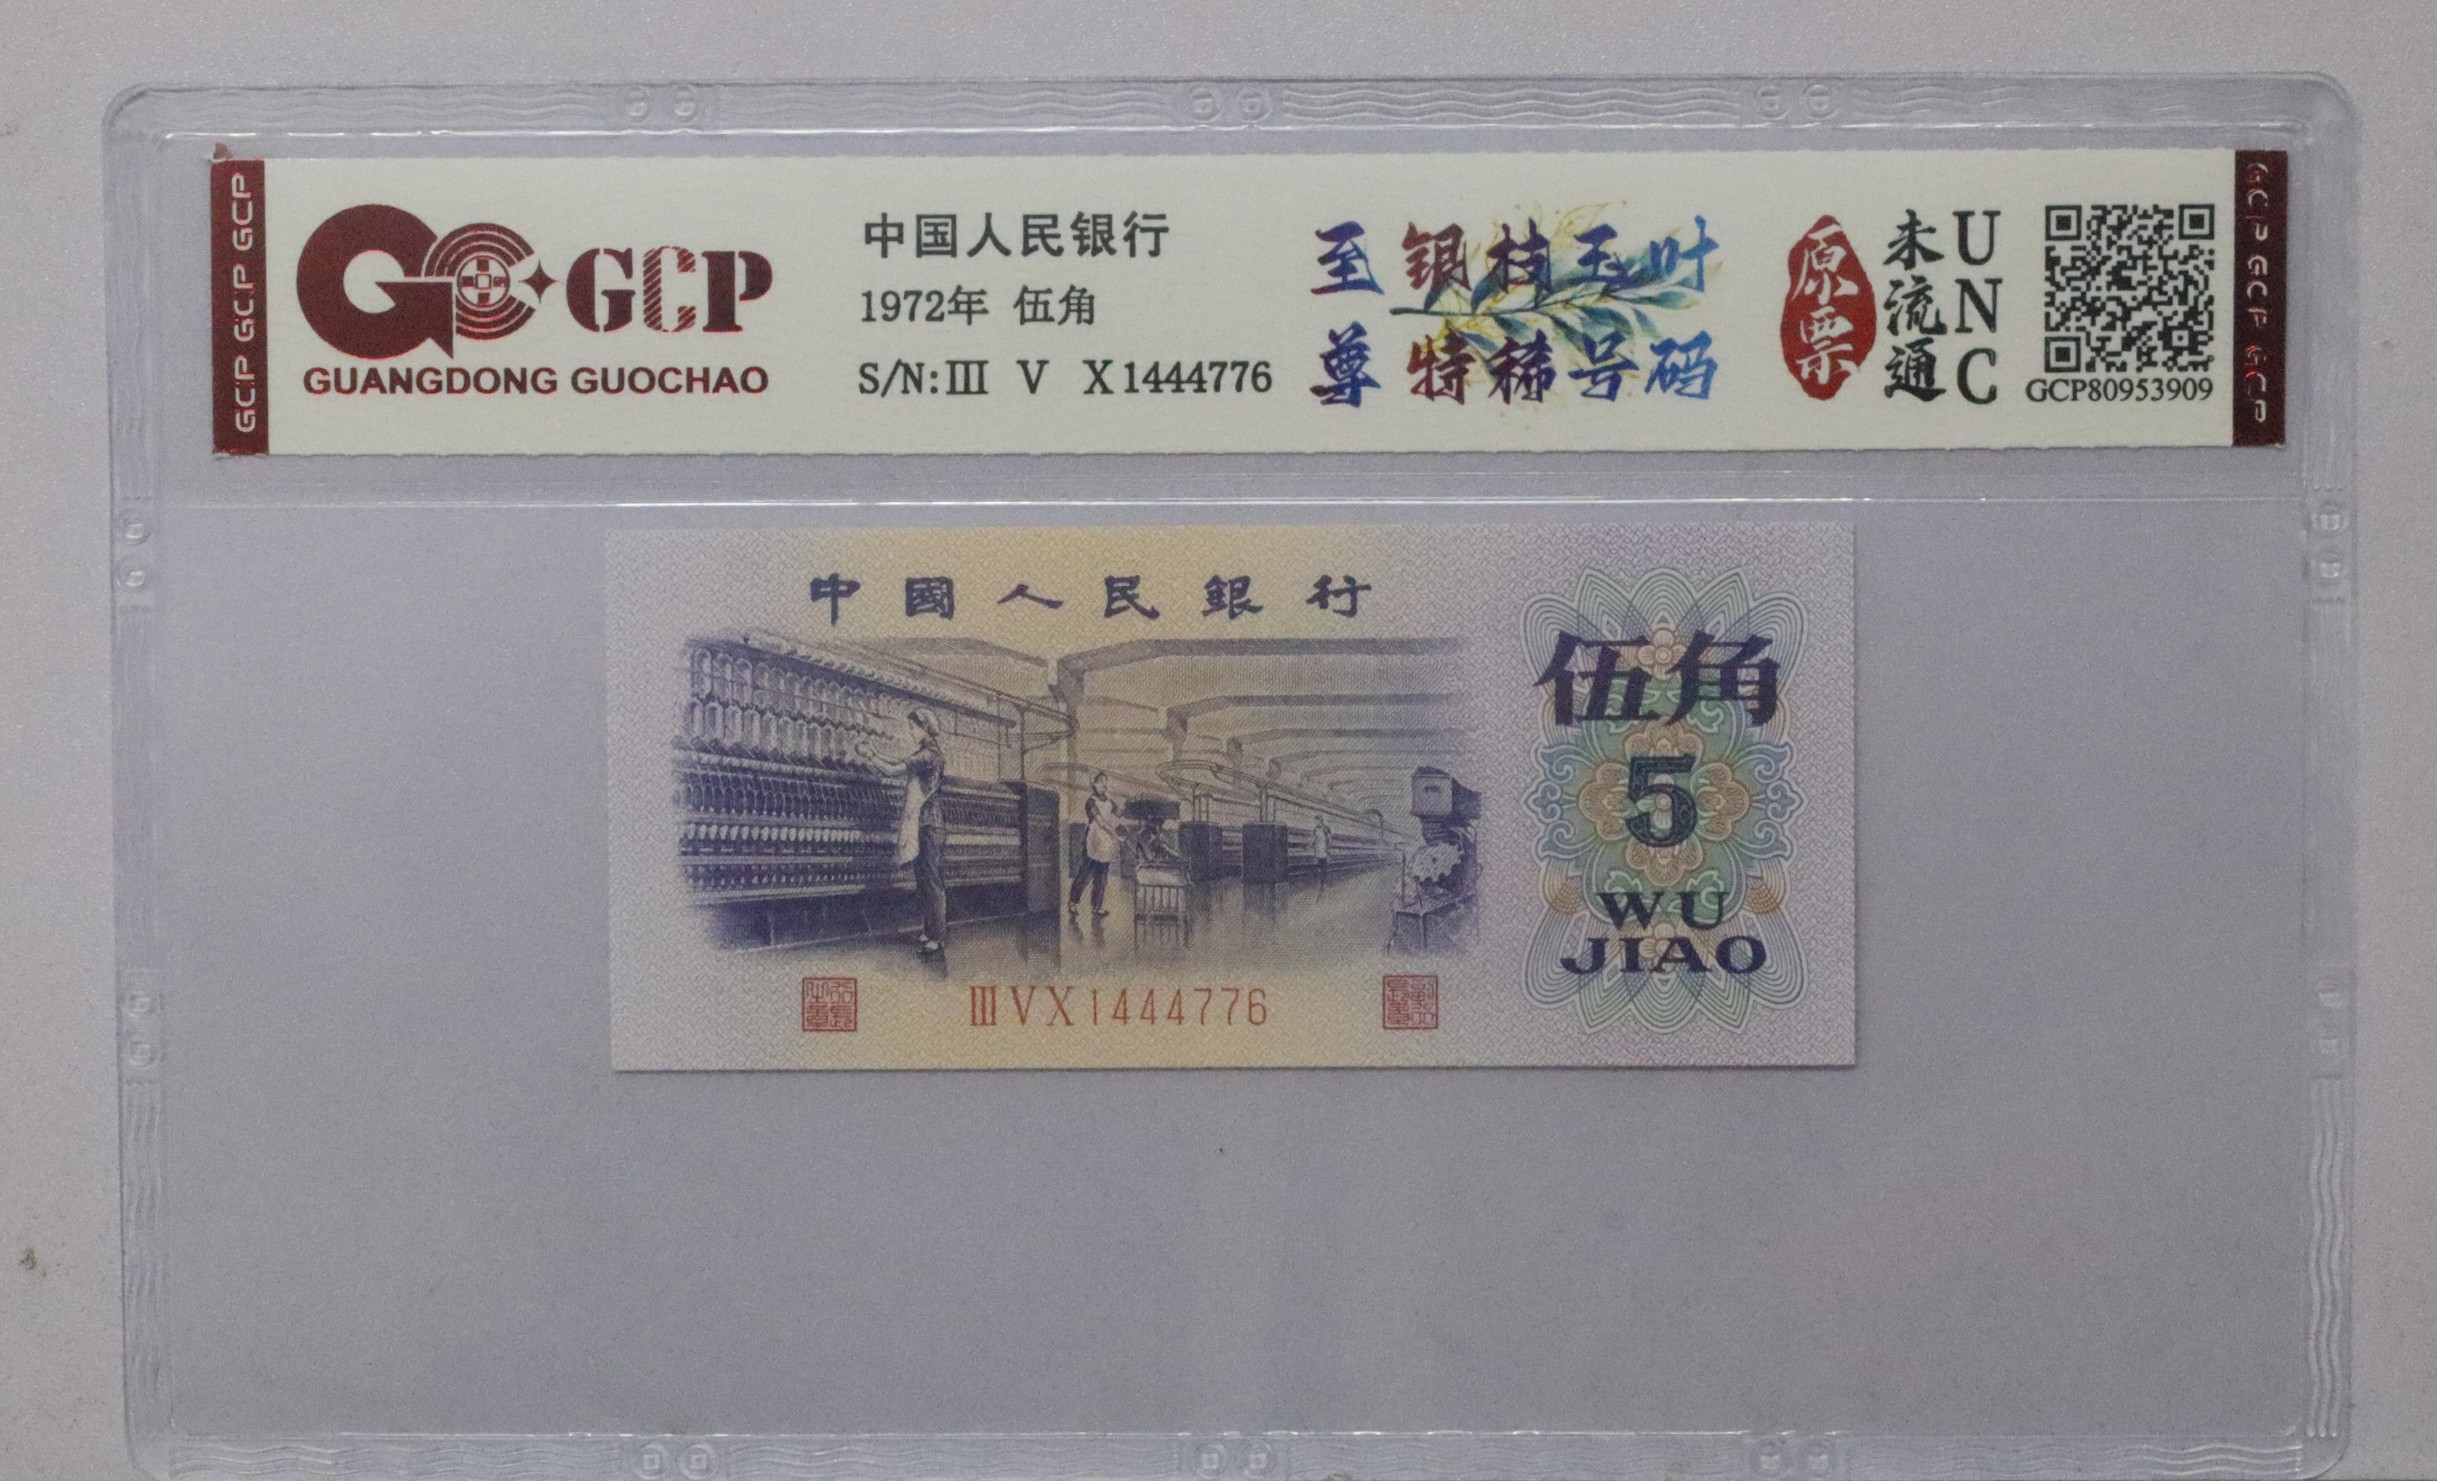 GCP GCP GCP
GCP
GUANGDONG GUOCHAO
中国人民银行
1972年 伍角
S/N:Ⅲ V X1444776
至尊
银枝玉叶
特稀号码
原票
未流通
UNC
GCP80953909
GCP GCP GCP
中國人民銀行
伍角
5
WU
JIAO
ⅢVX1444776